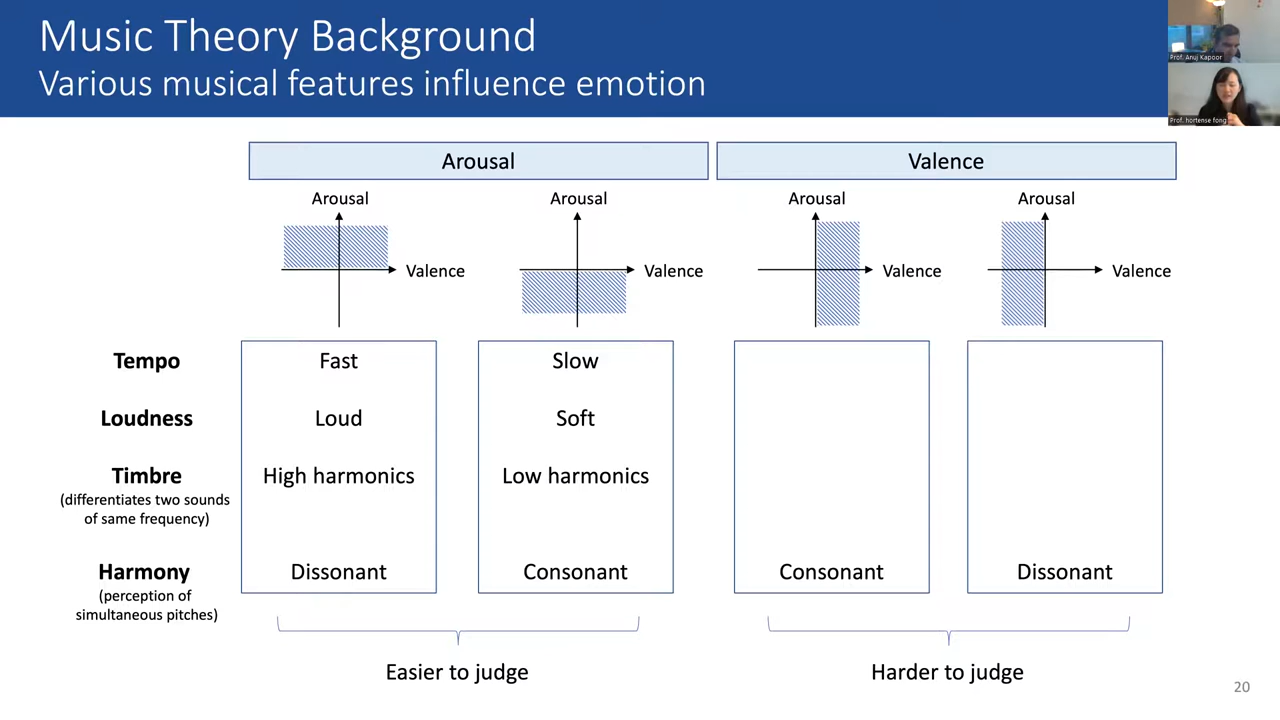 Music Theory Background
Various musical features influence emotion
Prof. Anuj Kapoor
Prof. hortense fong
Arousal
Valence
Arousal
Arousal
Arousal
Arousal
Valence
Valence
Valence
Valence
Tempo
Fast
Slow
Loudness
Loud
Soft
Timbre
High harmonics
Low harmonics
(differentiates two sounds
of same frequency)
Harmony
Dissonant
Consonant
Consonant
Dissonant
(perception of
simultaneous pitches)
Easier to judge
Harder to judge
20